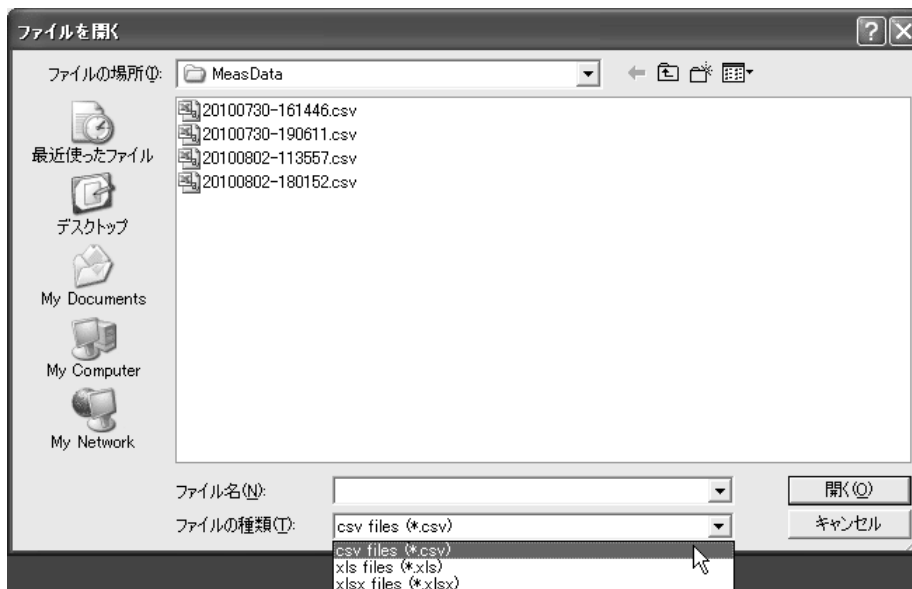 ファイルを開く
ファイルの場所(I):
MeasData
20100730-161446.csv
20100730-190611.csv
20100802-113557.csv
20100802-180152.csv
最近使ったファイル
デスクトップ
My Documents
My Computer
My Network
ファイル名(N):
開く(O)
ファイルの種類(T):
csv files (*.csv)
キャンセル
csv files (*.csv)
xls files (*.xls)
xlsx files (*.xlsx)